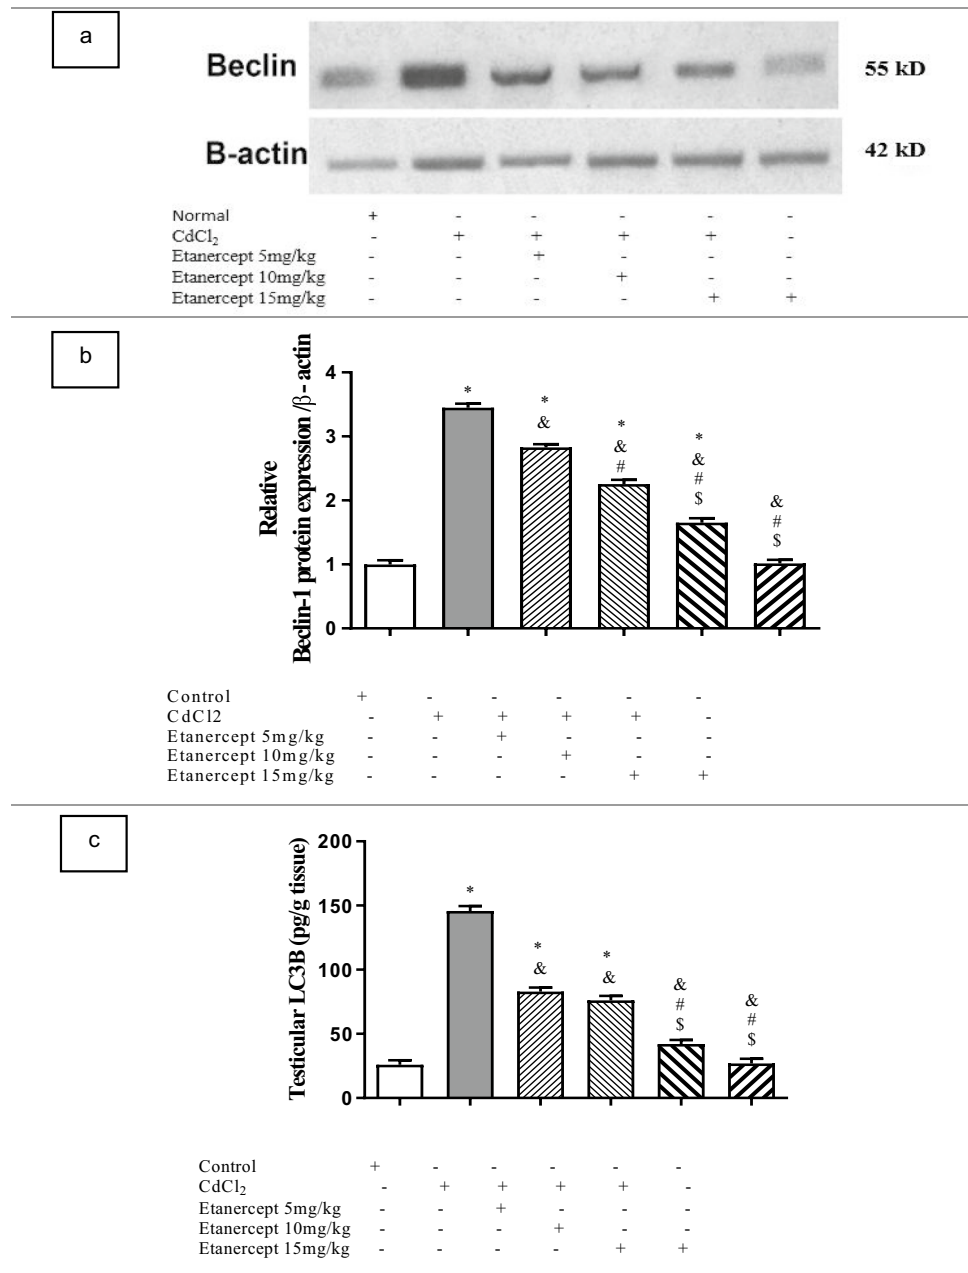 a
Beclin 55 kD
B-actin 42 kD
Normal + - - - - -
CdCl₂ - + + + + -
Etanercept 5mg/kg - - + - - -
Etanercept 10mg/kg - - - + - -
Etanercept 15mg/kg - - - - + +
b
Relative
Beclin-1 protein expression /β- actin
4
3
2
1
0
*
*
&
*
&
#
*
&
#
$
&
#
$
Control + - - - - -
CdCl2 - + + + + -
Etanercept 5mg/kg - - + - - -
Etanercept 10mg/kg - - - + - -
Etanercept 15mg/kg - - - - + +
c
Testicular LC3B (pg/g tissue)
200
150
100
50
0
*
*
&
*
&
&
#
$
&
#
$
Control + - - - - -
CdCl₂ - + + + + -
Etanercept 5mg/kg - - + - - -
Etanercept 10mg/kg - - - + - -
Etanercept 15mg/kg - - - - + +